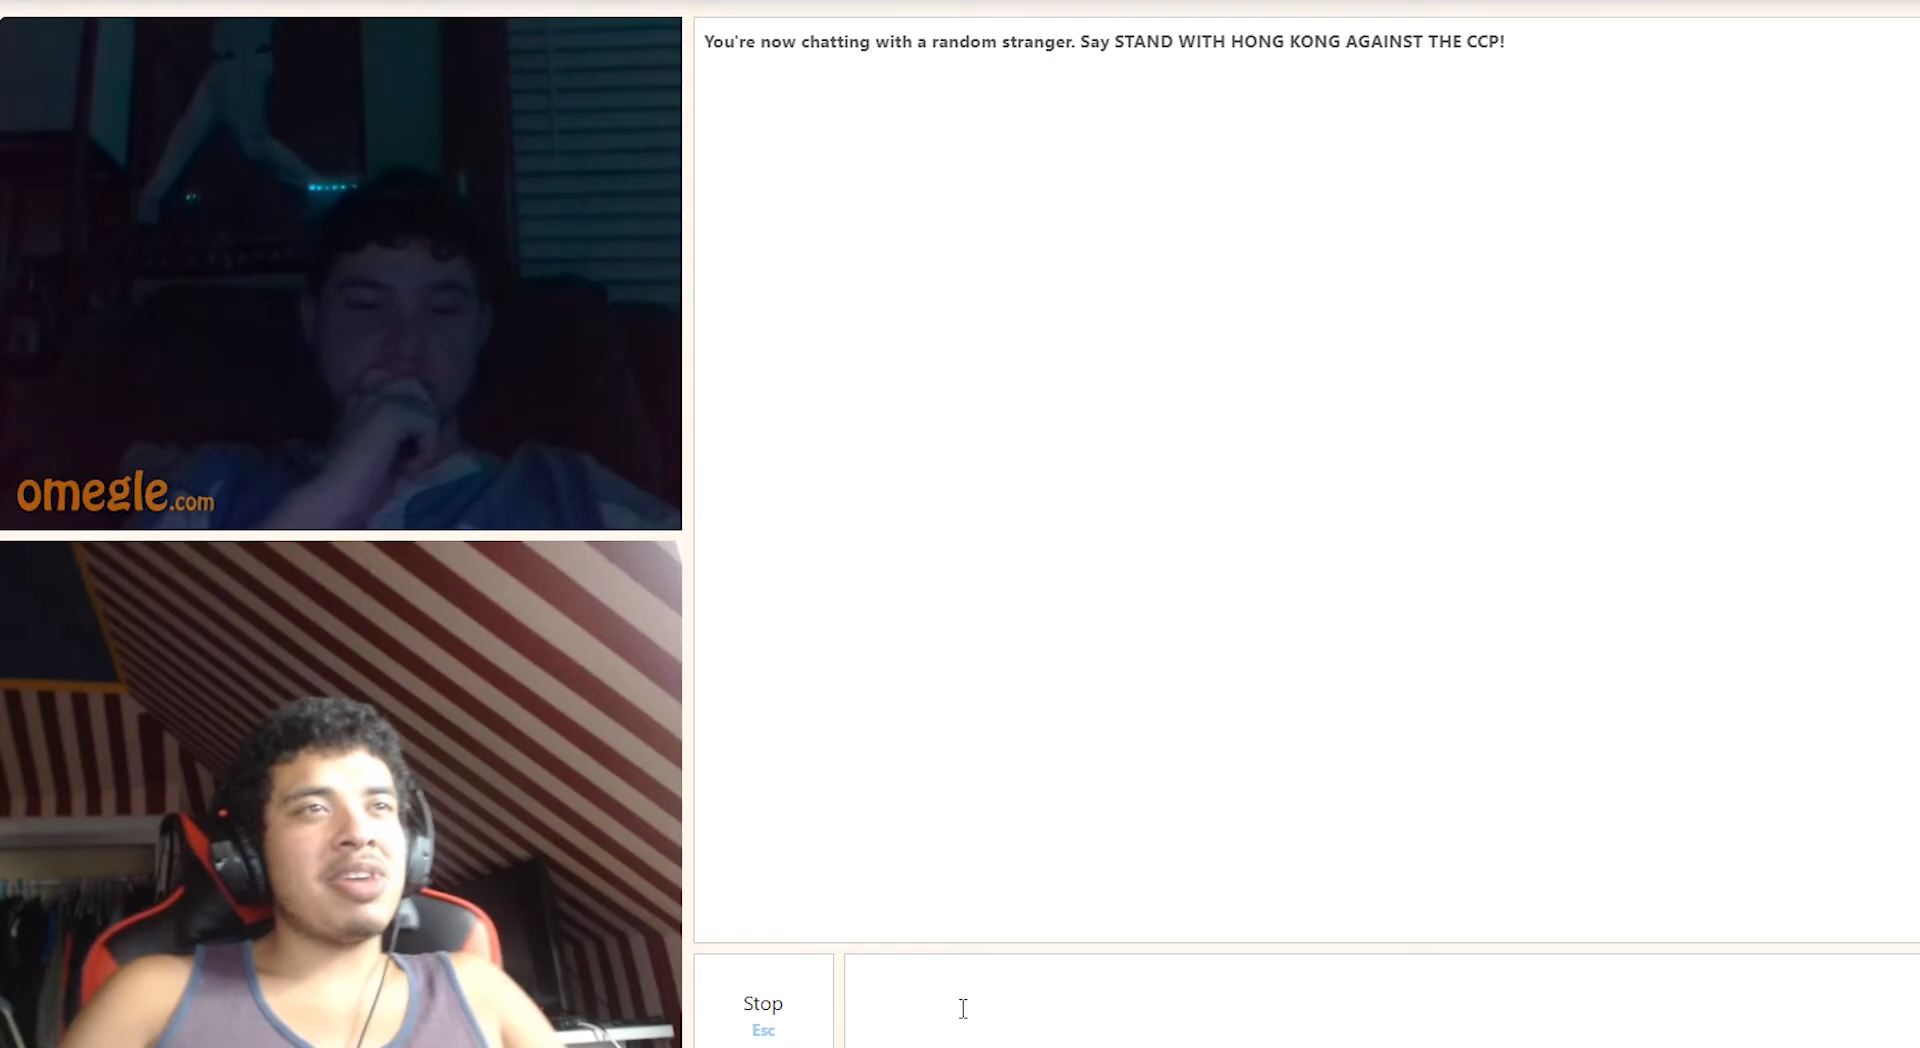 You're now chatting with a random stranger. Say STAND WITH HONG KONG AGAINST THE CCP!
omegle.com
Stop
Esc